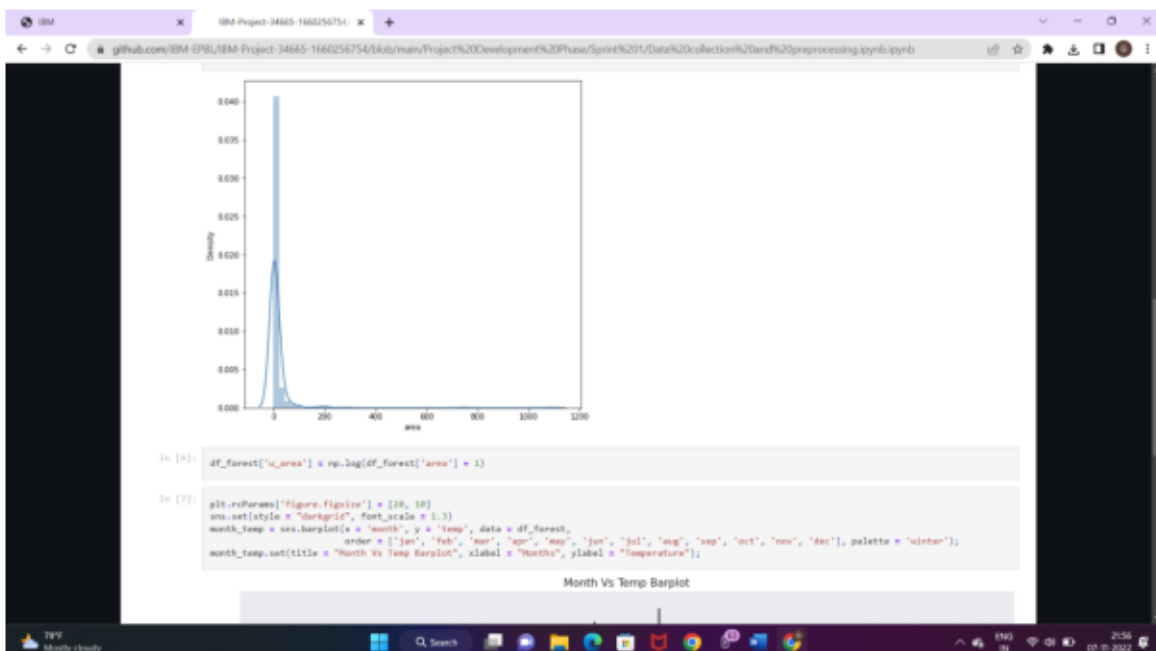 IBM
IBM-Project-34665-1660256754/
github.com/IBM-EPBL/IBM-Project-34665-1660256754/blob/main/Project%20Development%20Phase/Sprint%201/Data%20collection%20and%20preprocessing.ipynb.ipynb
0.040
0.035
0.030
0.025
0.020
0.015
0.010
0.005
0.000
Density
0 200 400 600 800 1000 1200
area
In [6]: df_forest['u_area'] = np.log(df_forest['area'] + 1)
In [7]: plt.rcParams['figure.figsize'] = [20, 10]
sns.set(style = "darkgrid", font_scale = 1.3)
month_temp = sns.barplot(x = 'month', y = 'temp', data = df_forest,
order = ['jan', 'feb', 'mar', 'apr', 'may', 'jun', 'jul', 'aug', 'sep', 'oct', 'nov', 'dec'], palette = 'winter');
month_temp.set(title = "Month Vs Temp Barplot", xlabel = "Months", ylabel = "Temperature");
Month Vs Temp Barplot
79°F
Mostly cloudy
Search
ENG
IN
21:56
07-11-2022